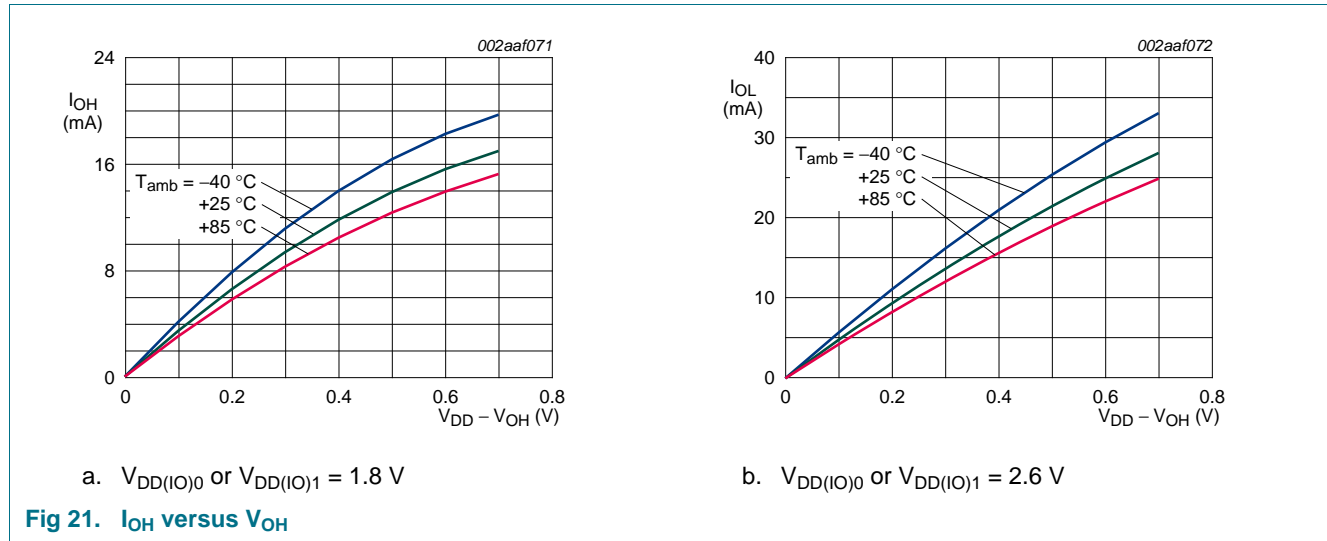 002aaf071
24
16
8
0
IOH
(mA)
Tamb = −40 °C
+25 °C
+85 °C
0 0.2 0.4 0.6 0.8
VDD − VOH (V)
a. VDD(IO)0 or VDD(IO)1 = 1.8 V
002aaf072
40
30
20
10
0
IOL
(mA)
Tamb = −40 °C
+25 °C
+85 °C
0 0.2 0.4 0.6 0.8
VDD − VOH (V)
b. VDD(IO)0 or VDD(IO)1 = 2.6 V
Fig 21. IOH versus VOH